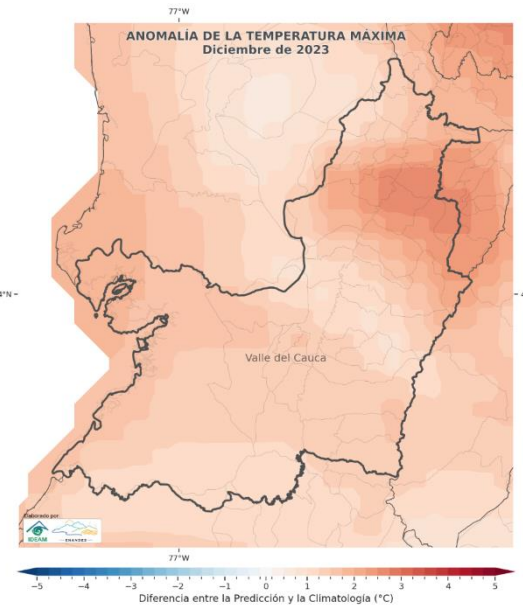 77°W
ANOMALÍA DE LA TEMPERATURA MÁXIMA
Diciembre de 2023
4°N
4
Valle del Cauca
Elaborado por:
IDEAM
77°W
−5 −4 −3 −2 −1 0 1 2 3 4 5
Diferencia entre la Predicción y la Climatología (°C)